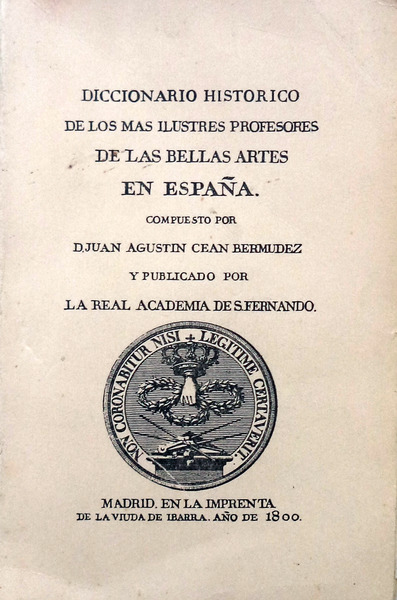 DICCIONARIO HISTORICO
DE LOS MAS ILUSTRES PROFESORES
DE LAS BELLAS ARTES
EN ESPAÑA.
COMPUESTO POR
D.JUAN AGUSTIN CEAN BERMUDEZ
Y PUBLICADO POR
LA REAL ACADEMIA DE S.FERNANDO.
NON CORONABITUR NISI LEGITIME CERTAVERIT.
MADRID. EN LA IMPRENTA
DE LA VIUDA DE IBARRA. AÑO DE 1800.